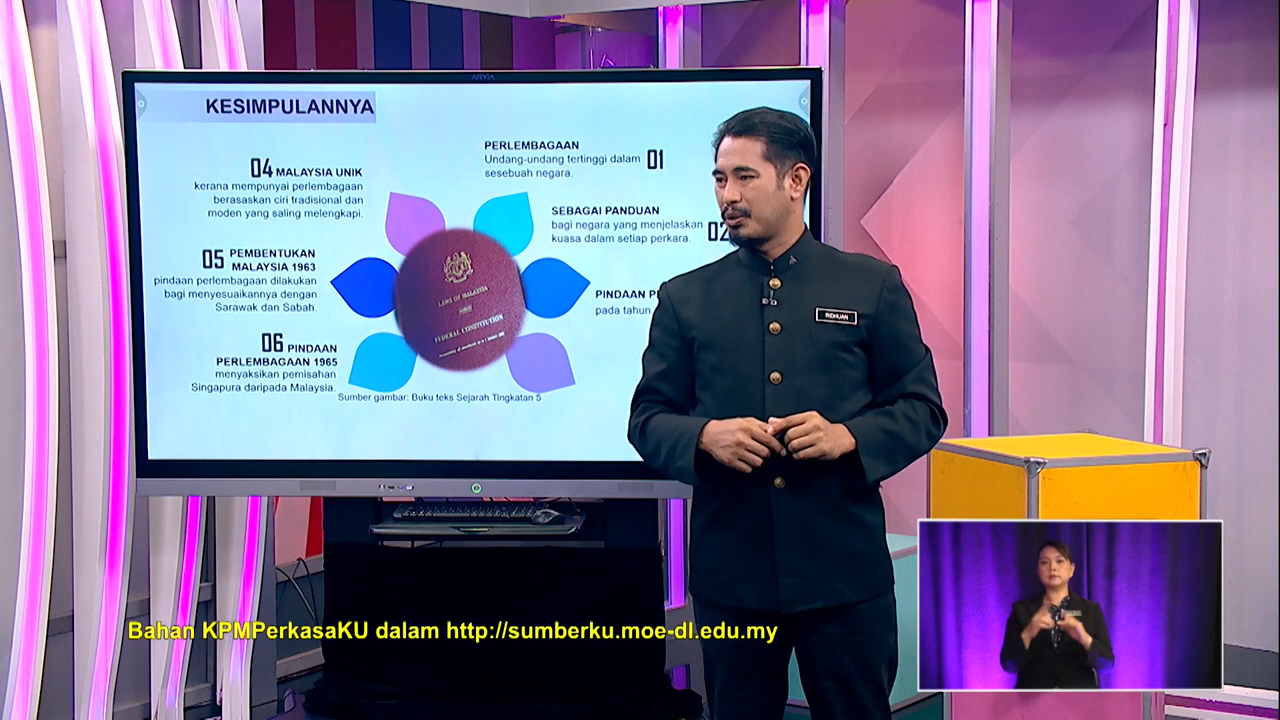 KESIMPULANNYA
PERLEMBAGAAN
Undang-undang tertinggi dalam
sesebuah negara.
01
SEBAGAI PANDUAN
bagi negara yang menjelaskan
kuasa dalam setiap perkara.
02
PINDAAN
pada tahun
04 MALAYSIA UNIK
kerana mempunyai perlembagaan
berasaskan ciri tradisional dan
moden yang saling melengkapi.
05 PEMBENTUKAN
MALAYSIA 1963
pindaan perlembagaan dilakukan
bagi menyesuaikannya dengan
Sarawak dan Sabah.
06 PINDAAN
PERLEMBAGAAN 1965
menyaksikan pemisahan
Singapura daripada Malaysia.
LAWS OF MALAYSIA
FEDERAL CONSTITUTION
Sumber gambar: Buku teks Sejarah Tingkatan 5
RIDHUAN
Bahan KPMPerkasaKU dalam http://sumberku.moe-dl.edu.my